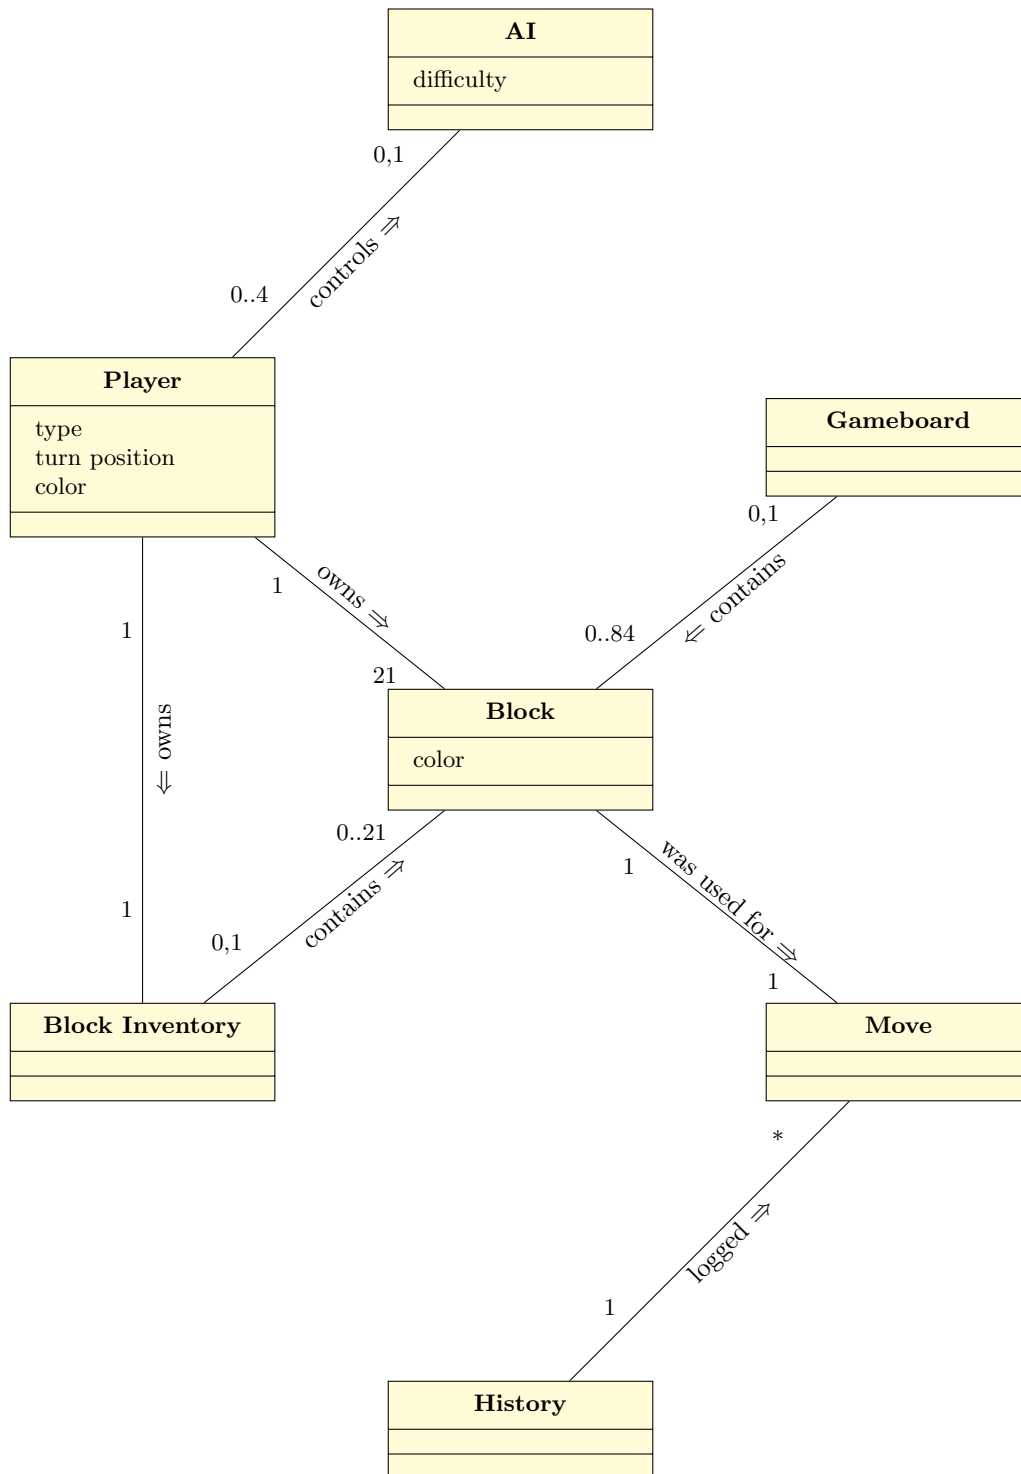 AI
difficulty
0,1
controls ⇒
0..4
Player
type
turn position
color
Gameboard
0,1
⇐ contains
0..84
1
owns ⇒
21
1
⇐ owns
1
Block
color
0..21
contains ⇒
0,1
1
was used for ⇒
1
Block Inventory
Move
*
logged ⇒
1
History